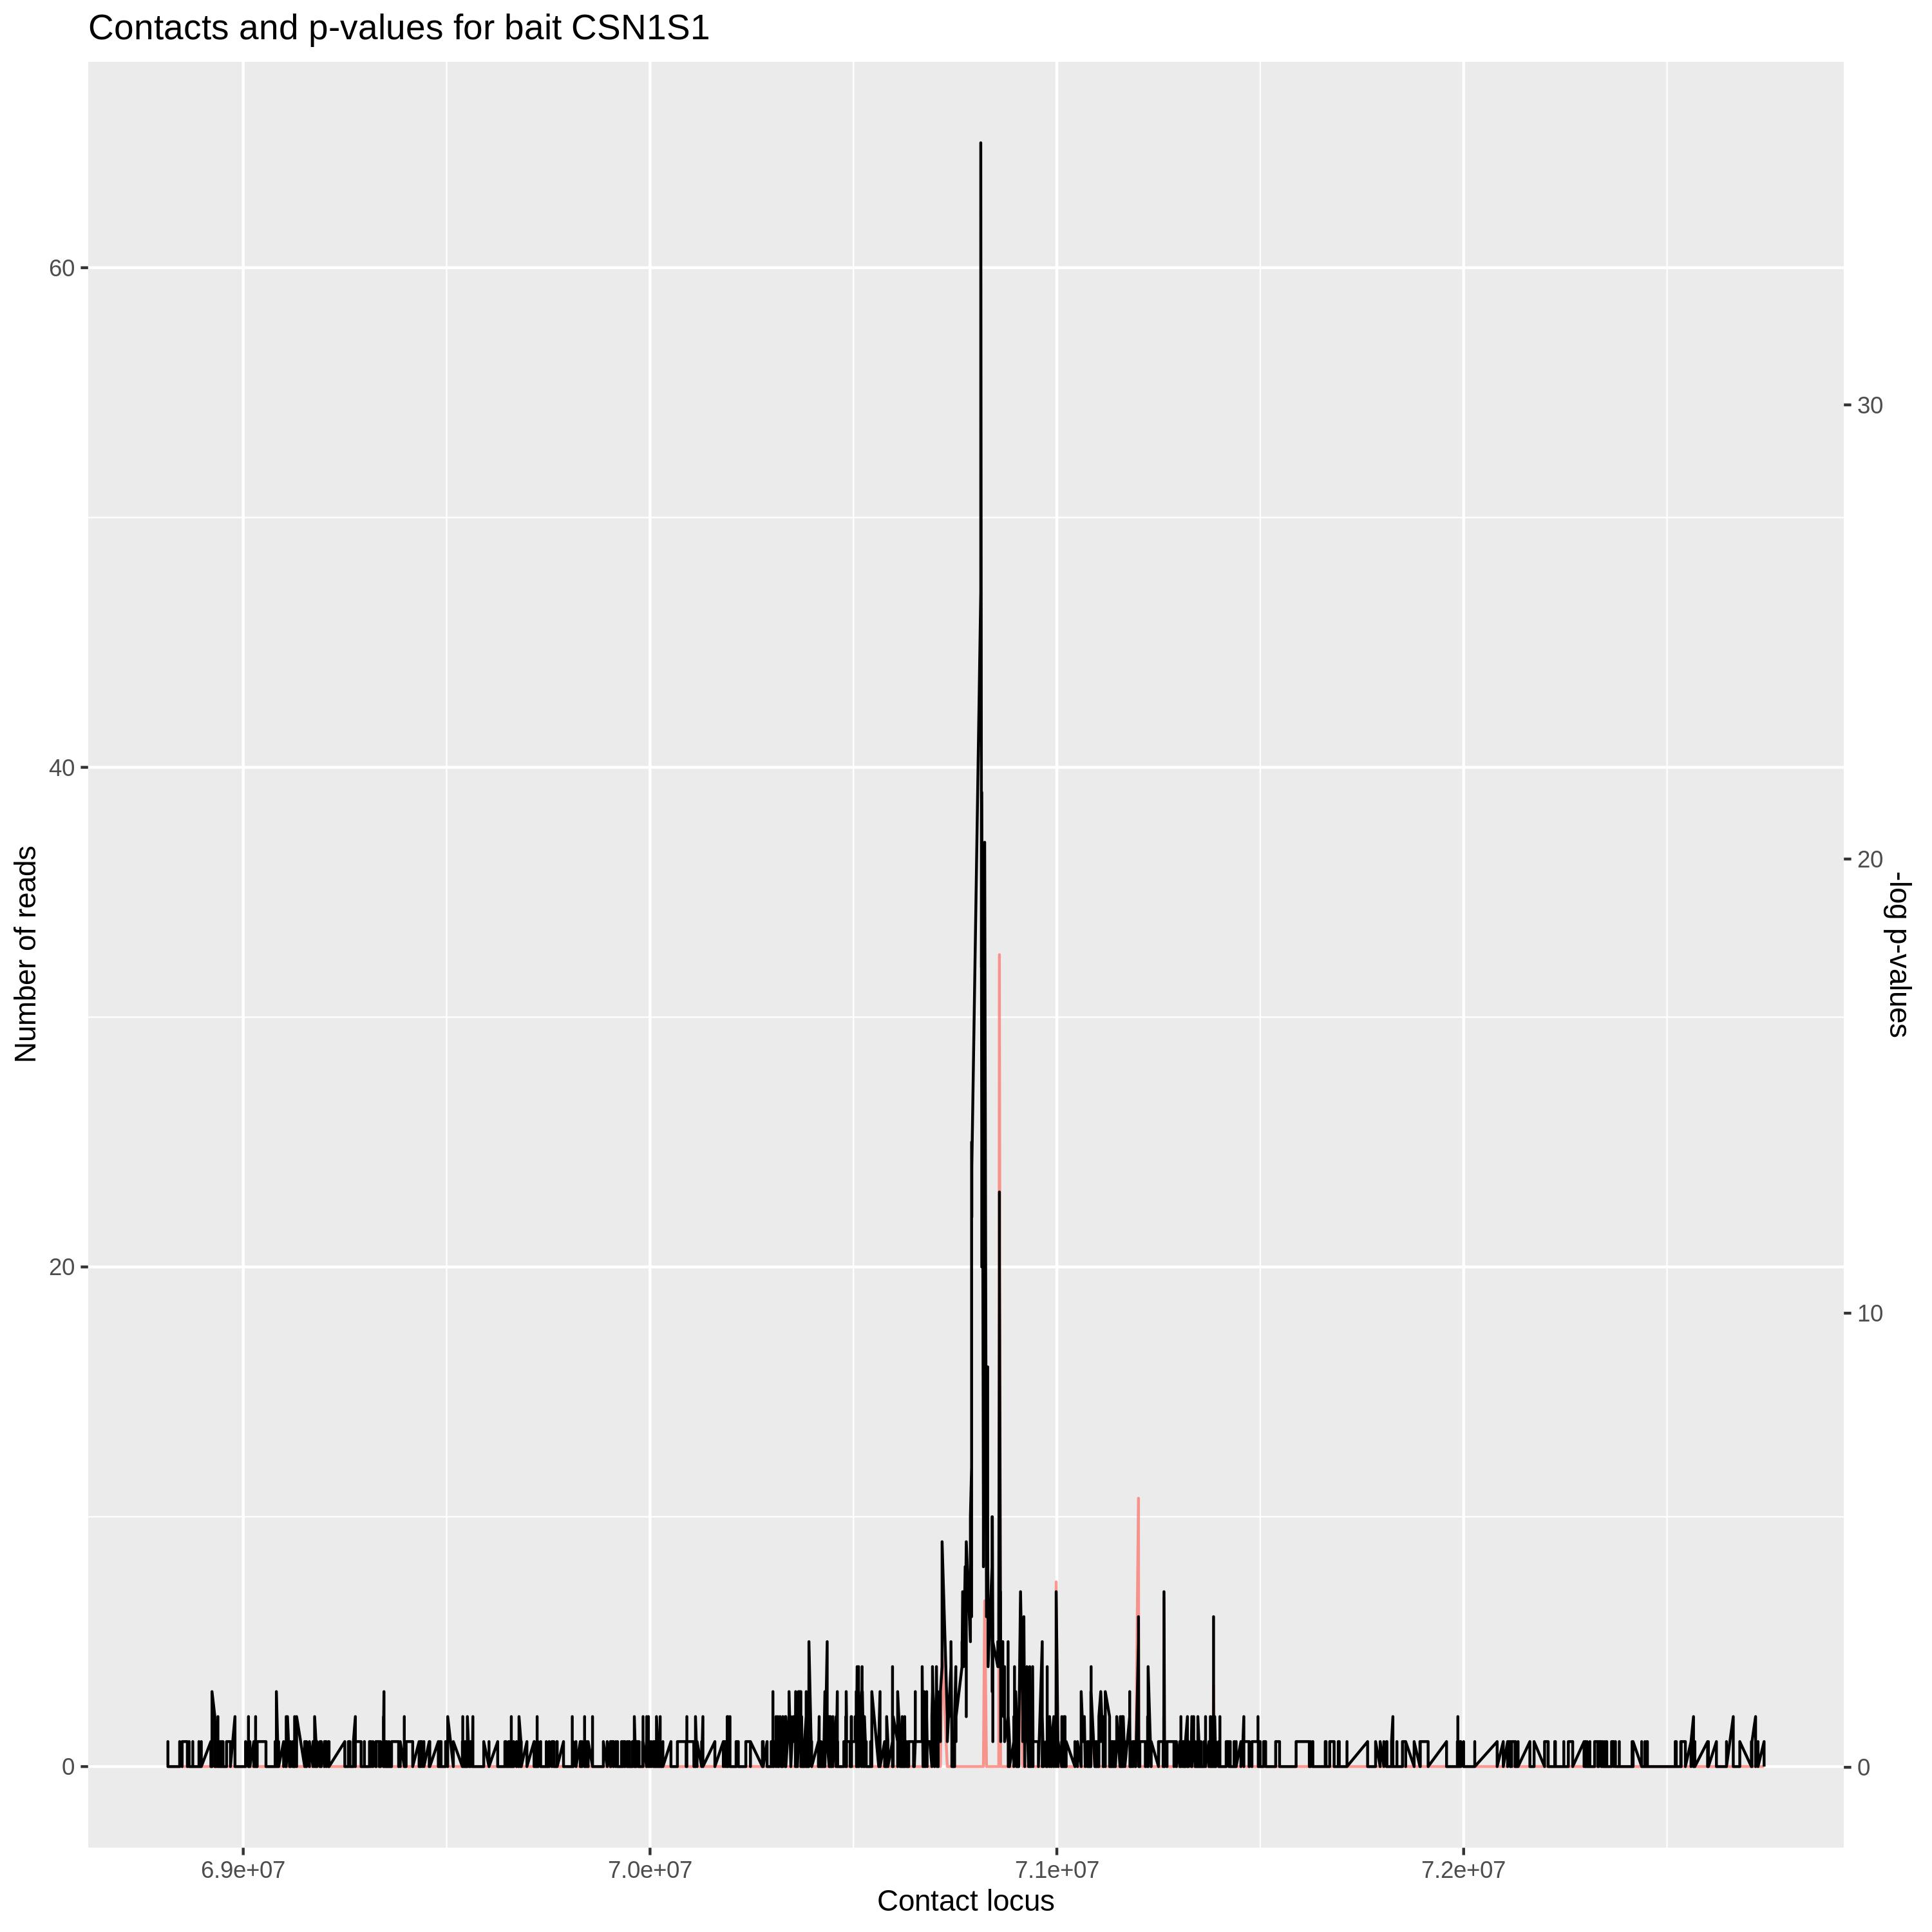 Contacts and p-values for bait CSN1S1
60
40
20
0
Number of reads
30
20
10
0
-log p-values
6.9e+07 7.0e+07 7.1e+07 7.2e+07
Contact locus